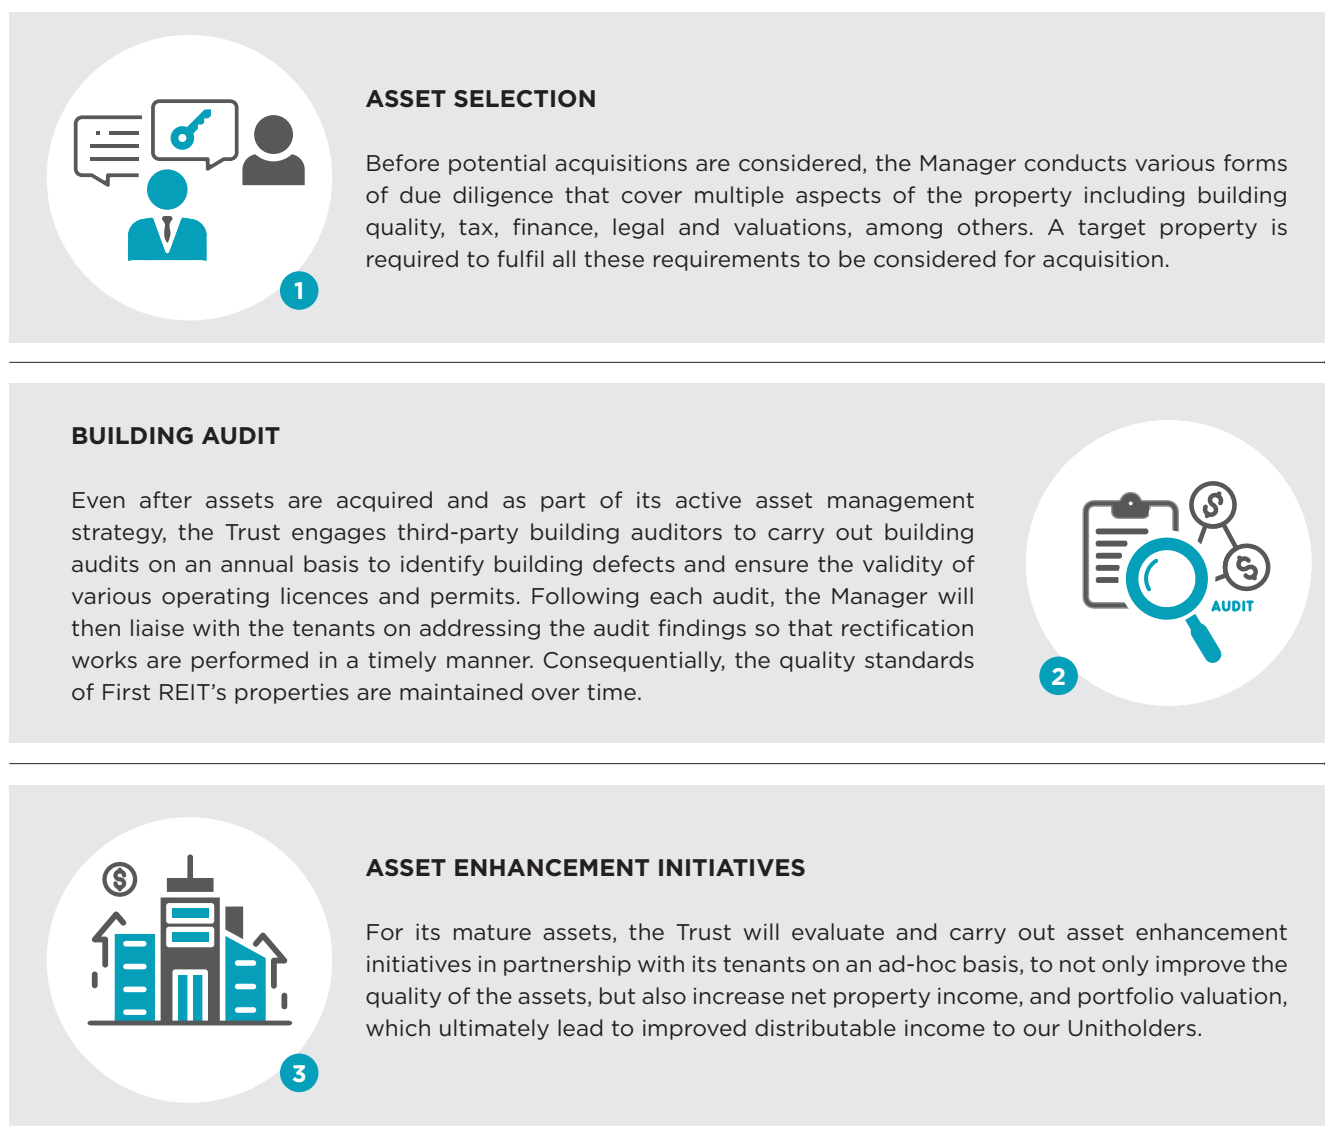 ASSET SELECTION
Before potential acquisitions are considered, the Manager conducts various forms
of due diligence that cover multiple aspects of the property including building
quality, tax, finance, legal and valuations, among others. A target property is
required to fulfil all these requirements to be considered for acquisition.
1
BUILDING AUDIT
Even after assets are acquired and as part of its active asset management
strategy, the Trust engages third-party building auditors to carry out building
audits on an annual basis to identify building defects and ensure the validity of
various operating licences and permits. Following each audit, the Manager will
then liaise with the tenants on addressing the audit findings so that rectification
works are performed in a timely manner. Consequentially, the quality standards
of First REIT’s properties are maintained over time.
$
$
AUDIT
2
$
ASSET ENHANCEMENT INITIATIVES
For its mature assets, the Trust will evaluate and carry out asset enhancement
initiatives in partnership with its tenants on an ad-hoc basis, to not only improve the
quality of the assets, but also increase net property income, and portfolio valuation,
which ultimately lead to improved distributable income to our Unitholders.
3